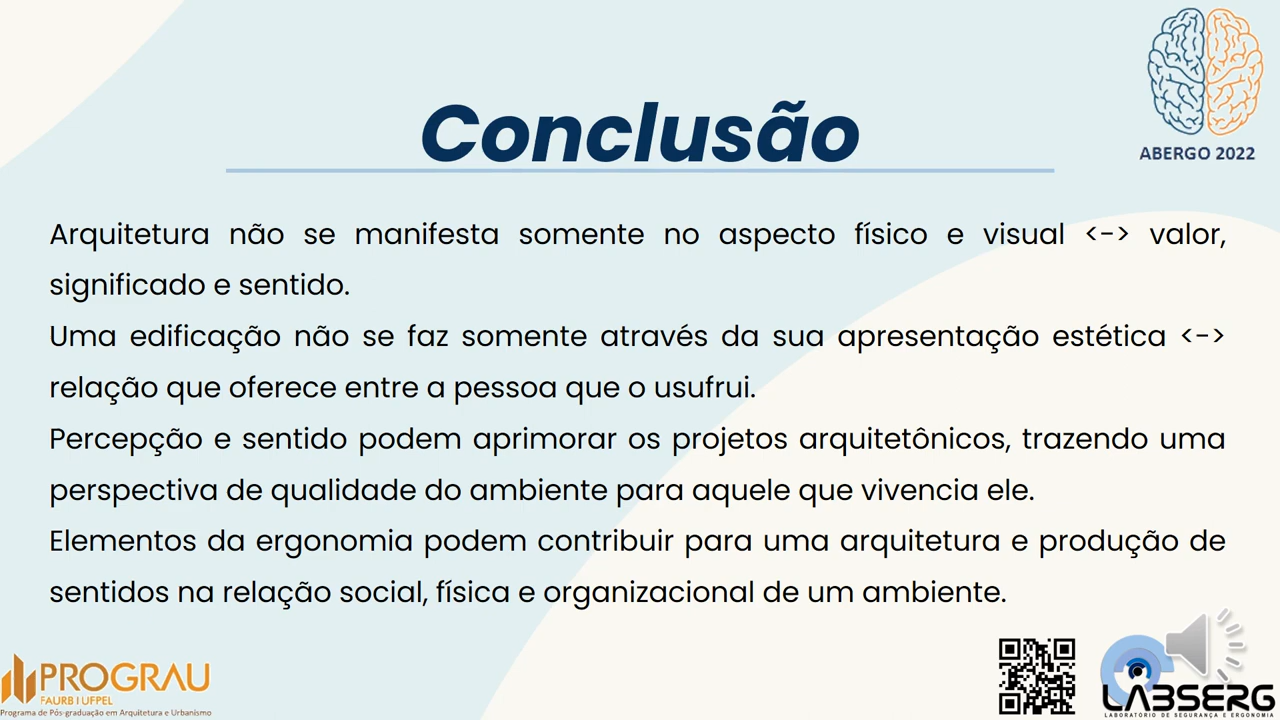 ABERGO 2022
Conclusão
Arquitetura não se manifesta somente no aspecto físico e visual <-> valor,
significado e sentido.
Uma edificação não se faz somente através da sua apresentação estética <->
relação que oferece entre a pessoa que o usufrui.
Percepção e sentido podem aprimorar os projetos arquitetônicos, trazendo uma
perspectiva de qualidade do ambiente para aquele que vivencia ele.
Elementos da ergonomia podem contribuir para uma arquitetura e produção de
sentidos na relação social, física e organizacional de um ambiente.
PROGRAU
FAURB | UFPEL
Programa de Pós-graduação em Arquitetura e Urbanismo
LABSERG
LABORATÓRIO DE SEGURANÇA E ERGONOMIA